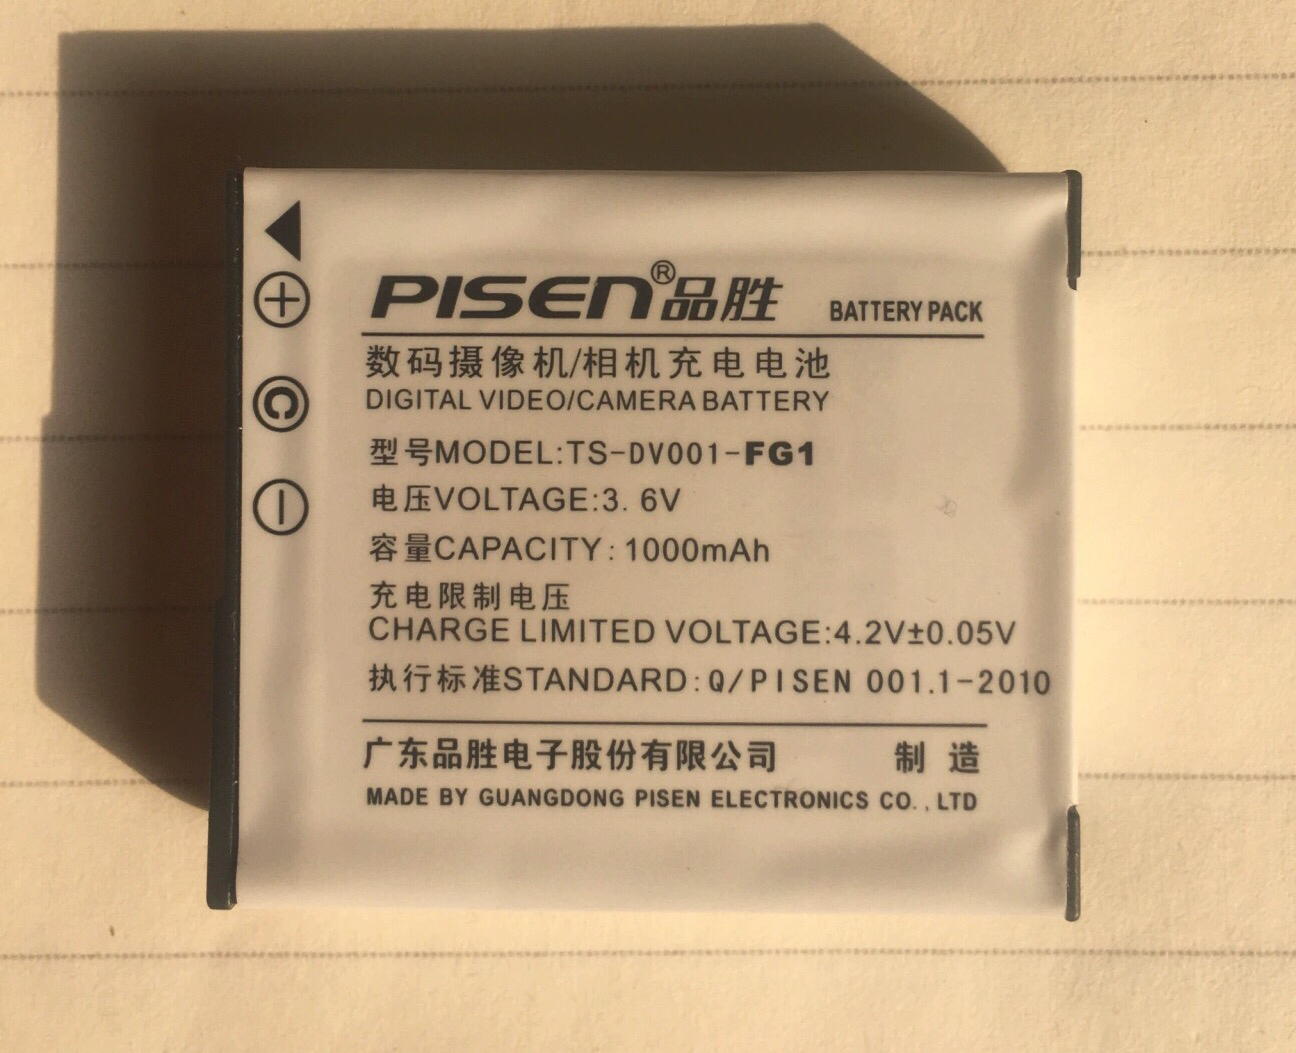 PISEN®品胜 BATTERY PACK
数码摄像机/相机充电电池
DIGITAL VIDEO/CAMERA BATTERY
型号MODEL:TS-DV001-FG1
电压VOLTAGE:3.6V
容量CAPACITY:1000mAh
充电限制电压
CHARGE LIMITED VOLTAGE:4.2V±0.05V
执行标准STANDARD:Q/PISEN 001.1-2010
广东品胜电子股份有限公司 制 造
MADE BY GUANGDONG PISEN ELECTRONICS CO.,LTD
+
C
-